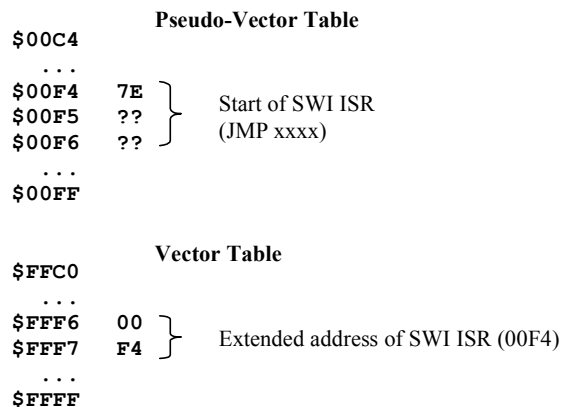 Pseudo-Vector Table
$00C4
...
$00F4 7E
$00F5 ??
$00F6 ??
Start of SWI ISR
(JMP xxxx)
...
$00FF
Vector Table
$FFC0
...
$FFF6 00
$FFF7 F4
Extended address of SWI ISR (00F4)
...
$FFFF